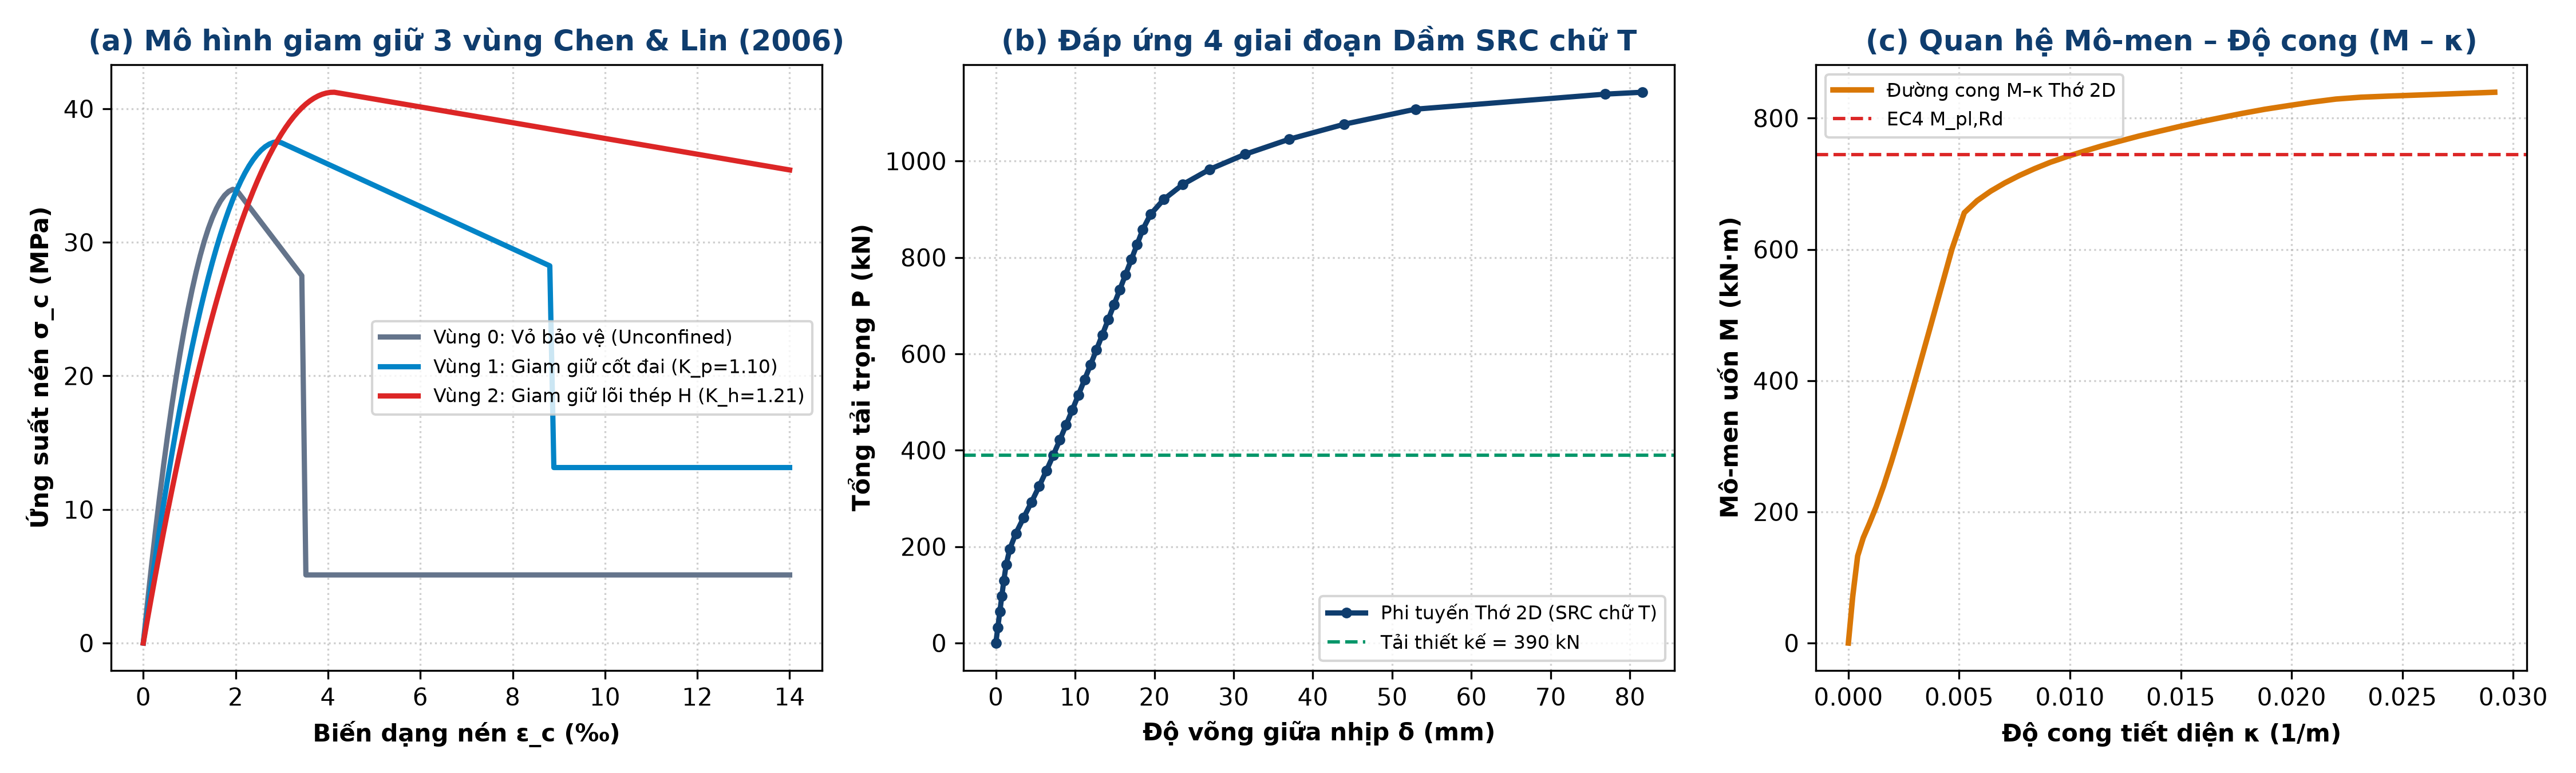 (a) Mô hình giam giữ 3 vùng Chen & Lin (2006)
Ứng suất nén σ_c (MPa)
40
30
20
10
0
Vùng 0: Vỏ bảo vệ (Unconfined)
Vùng 1: Giam giữ cốt đai (K_p=1.10)
Vùng 2: Giam giữ lõi thép H (K_h=1.21)
0 2 4 6 8 10 12 14
Biến dạng nén ε_c (‰)
(b) Đáp ứng 4 giai đoạn Dầm SRC chữ T
Tổng tải trọng P (kN)
1000
800
600
400
200
0
Phi tuyến Thớ 2D (SRC chữ T)
Tải thiết kế = 390 kN
0 10 20 30 40 50 60 70 80
Độ võng giữa nhịp δ (mm)
(c) Quan hệ Mô-men – Độ cong (M – κ)
Mô-men uốn M (kN·m)
Đường cong M–κ Thớ 2D
EC4 M_pl,Rd
800
600
400
200
0
0.000 0.005 0.010 0.015 0.020 0.025 0.030
Độ cong tiết diện κ (1/m)